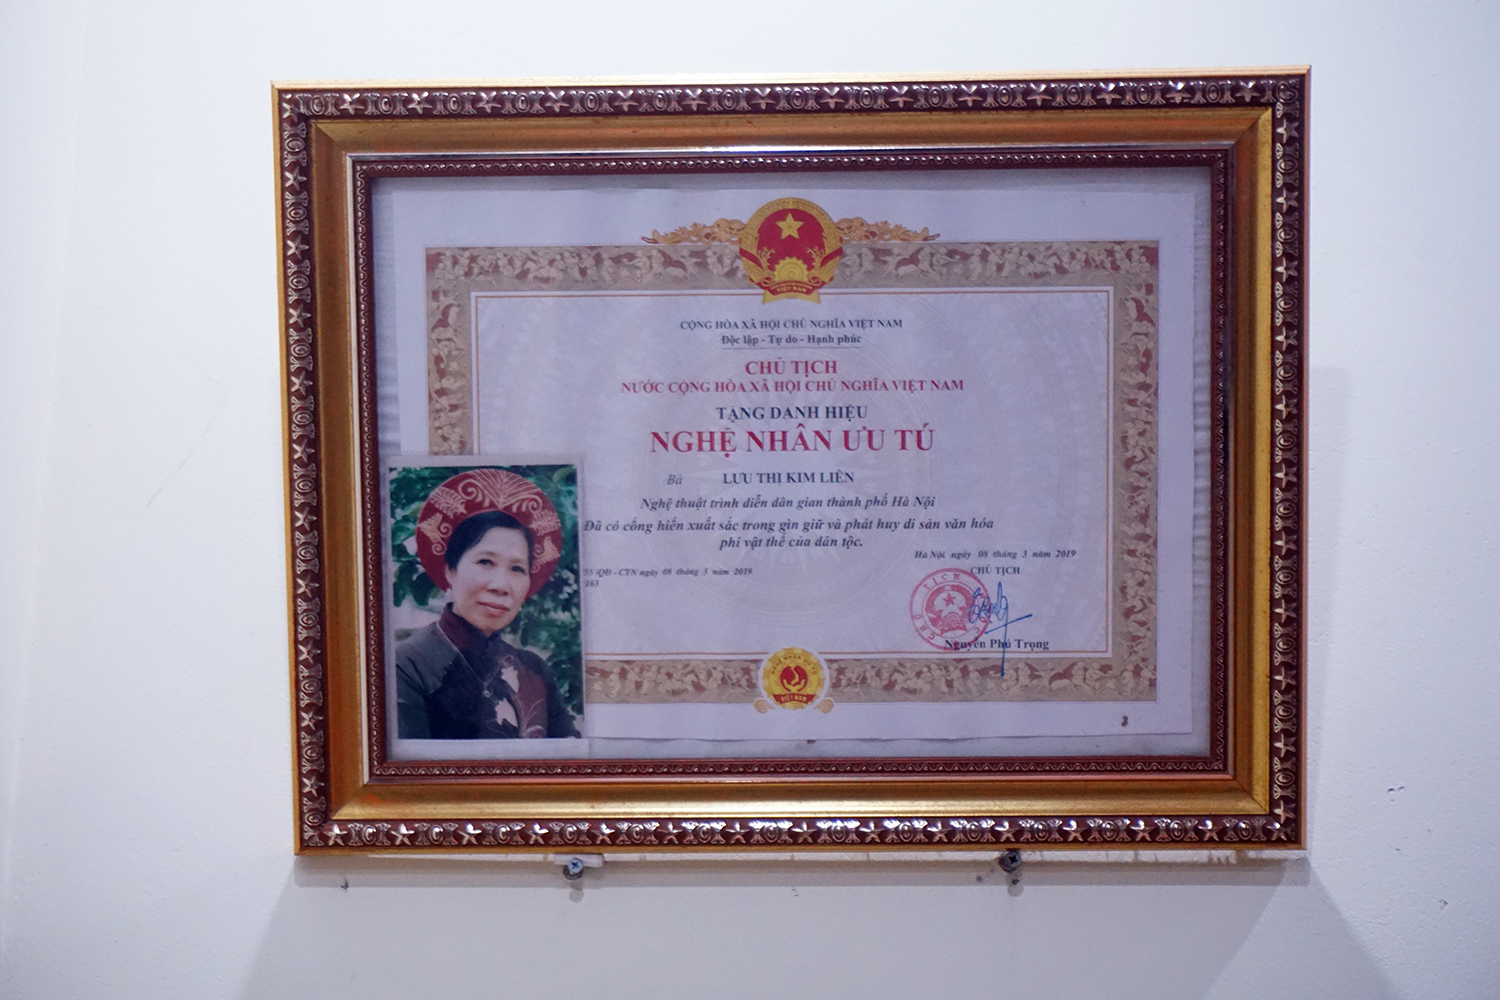 VIỆT NAM
CỘNG HÒA XÃ HỘI CHỦ NGHĨA VIỆT NAM
Độc lập - Tự do - Hạnh phúc
CHỦ TỊCH
NƯỚC CỘNG HÒA XÃ HỘI CHỦ NGHĨA VIỆT NAM
TẶNG DANH HIỆU
NGHỆ NHÂN ƯU TÚ
Bà LƯU THỊ KIM LIÊN
Nghệ thuật trình diễn dân gian thành phố Hà Nội
Đã có cống hiến xuất sắc trong gìn giữ và phát huy di sản văn hóa
phi vật thể của dân tộc.
Hà Nội, ngày 08 tháng 3 năm 2019
QĐ - CTN ngày 08 tháng 3 năm 2019
CHỦ TỊCH
Nguyễn Phú Trọng
VIỆT NAM